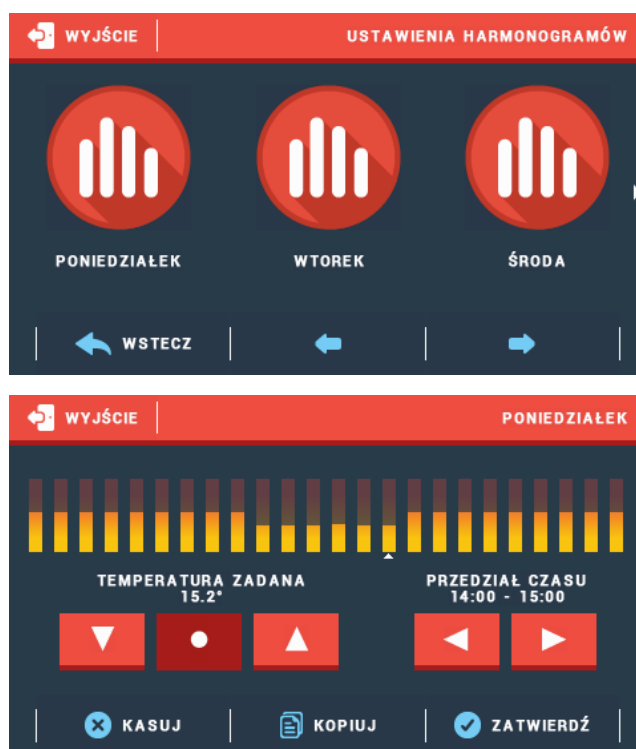 WYJŚCIE USTAWIENIA HARMONOGRAMÓW
PONIEDZIAŁEK WTOREK ŚRODA
WSTECZ
WYJŚCIE PONIEDZIAŁEK
TEMPERATURA ZADANA PRZEDZIAŁ CZASU
15.2° 14:00 - 15:00
KASUJ KOPIUJ ZATWIERDŹ